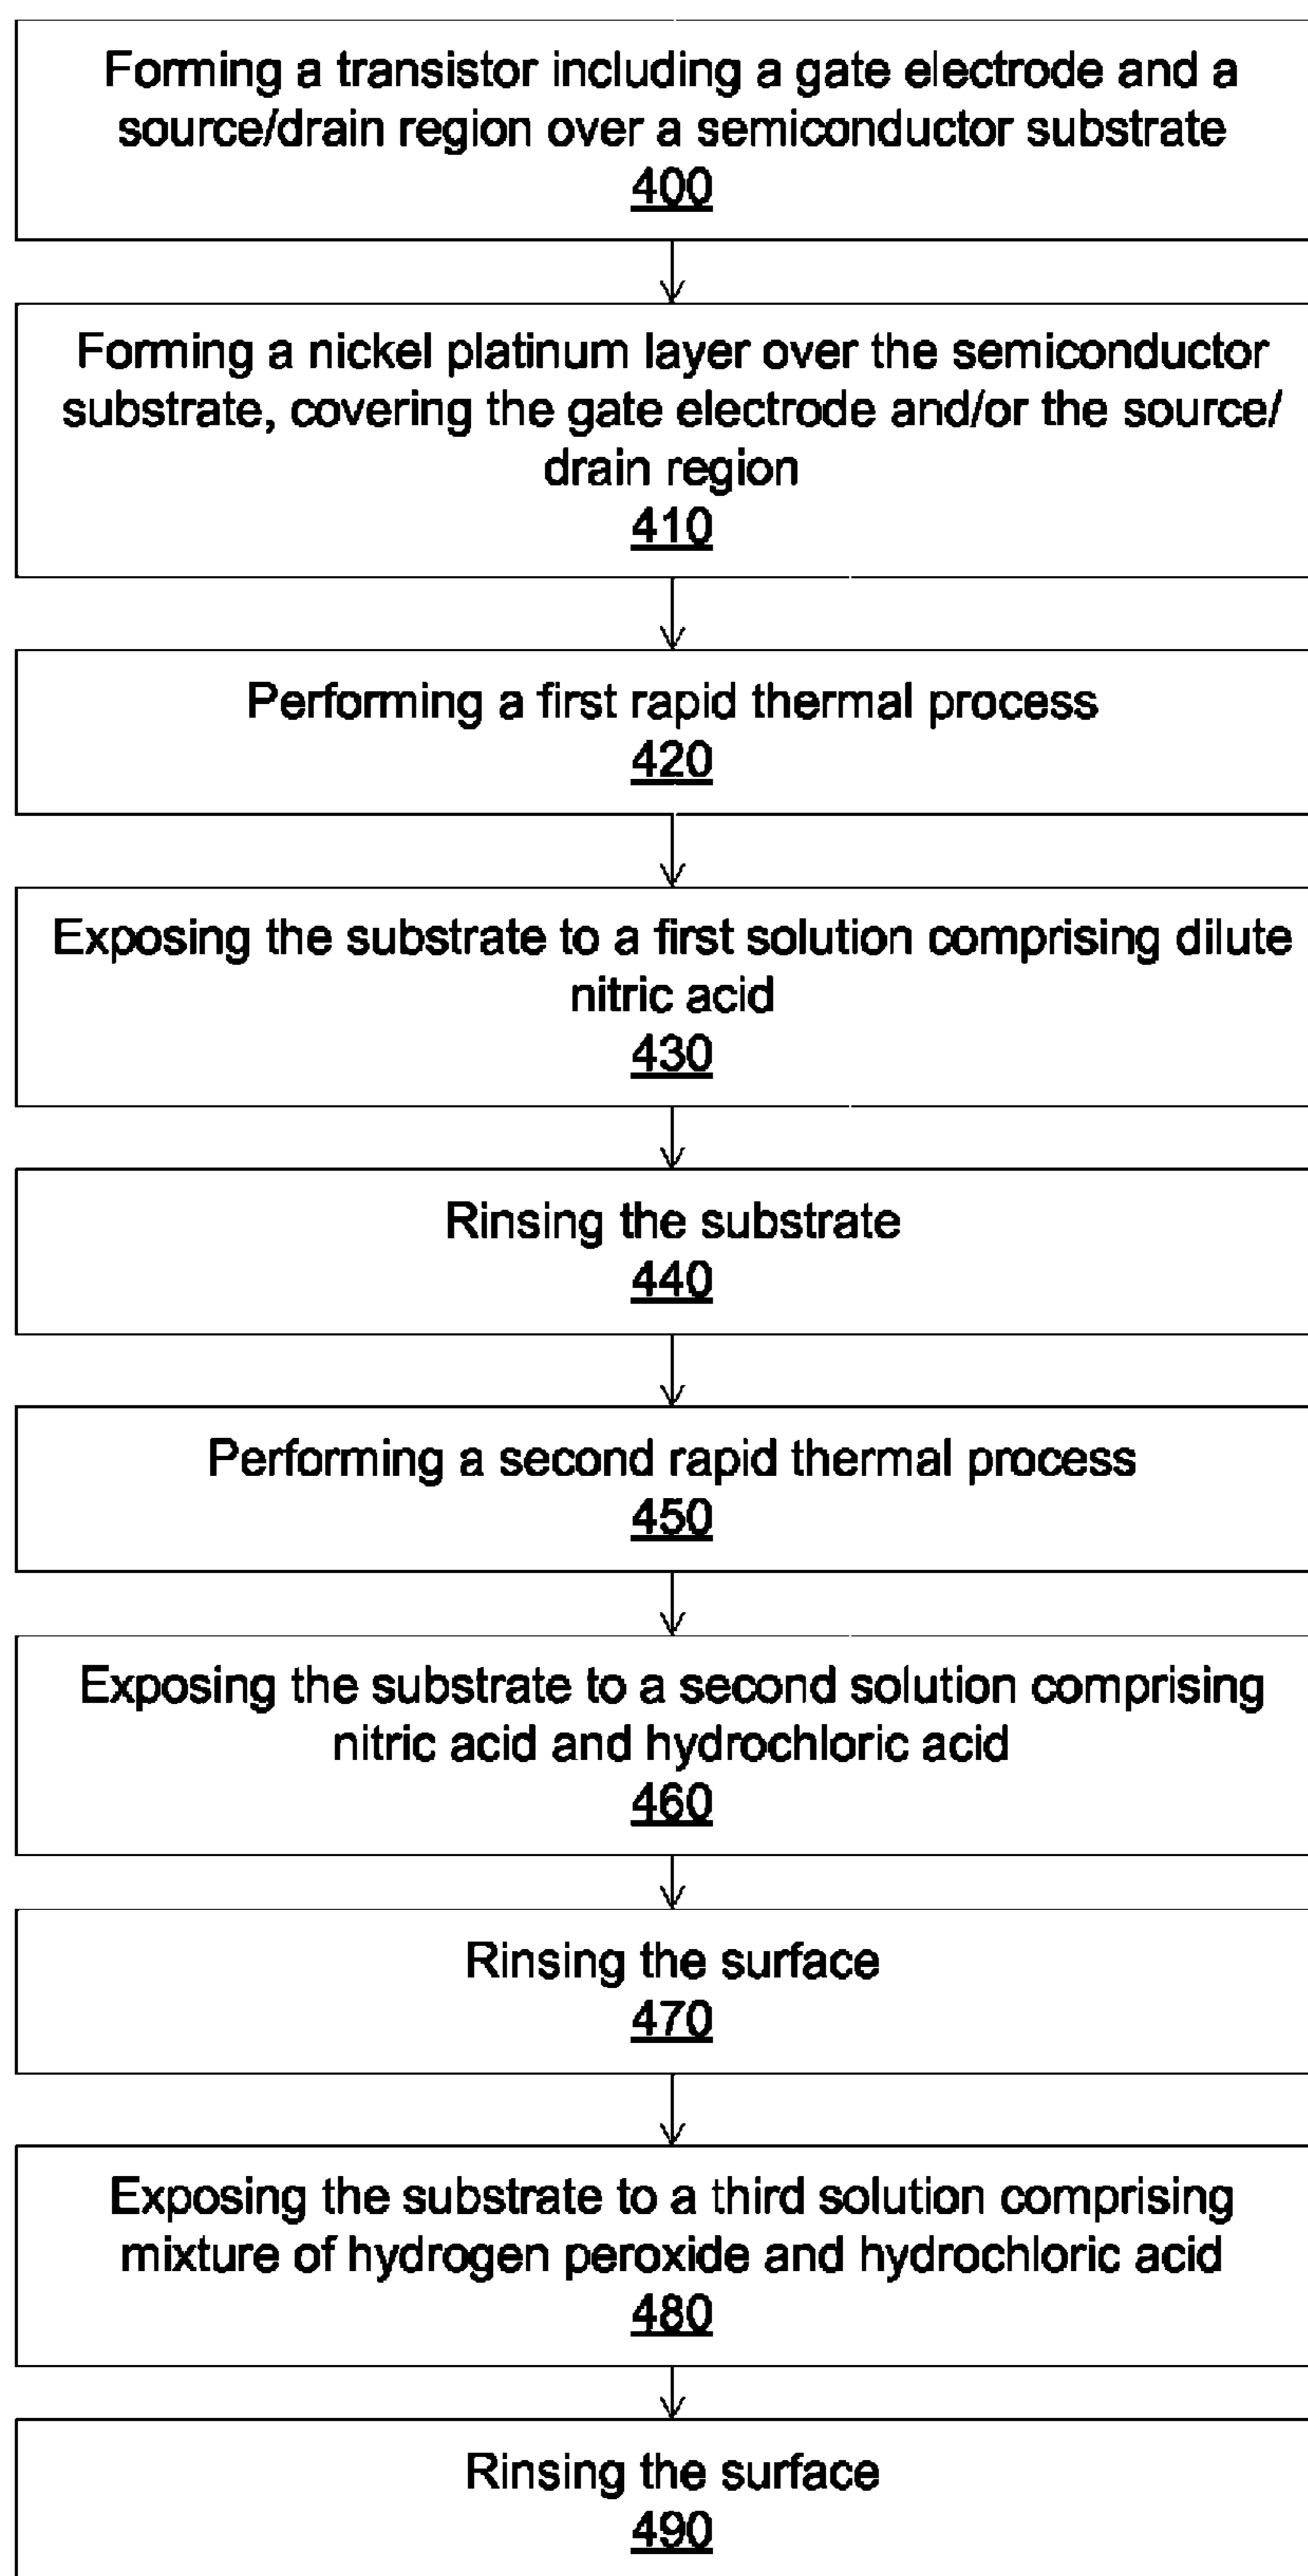 Forming a transistor including a gate electrode and a
source/drain region over a semiconductor substrate
400
Forming a nickel platinum layer over the semiconductor
substrate, covering the gate electrode and/or the source/
drain region
410
Performing a first rapid thermal process
420
Exposing the substrate to a first solution comprising dilute
nitric acid
430
Rinsing the substrate
440
Performing a second rapid thermal process
450
Exposing the substrate to a second solution comprising
nitric acid and hydrochloric acid
460
Rinsing the surface
470
Exposing the substrate to a third solution comprising
mixture of hydrogen peroxide and hydrochloric acid
480
Rinsing the surface
490